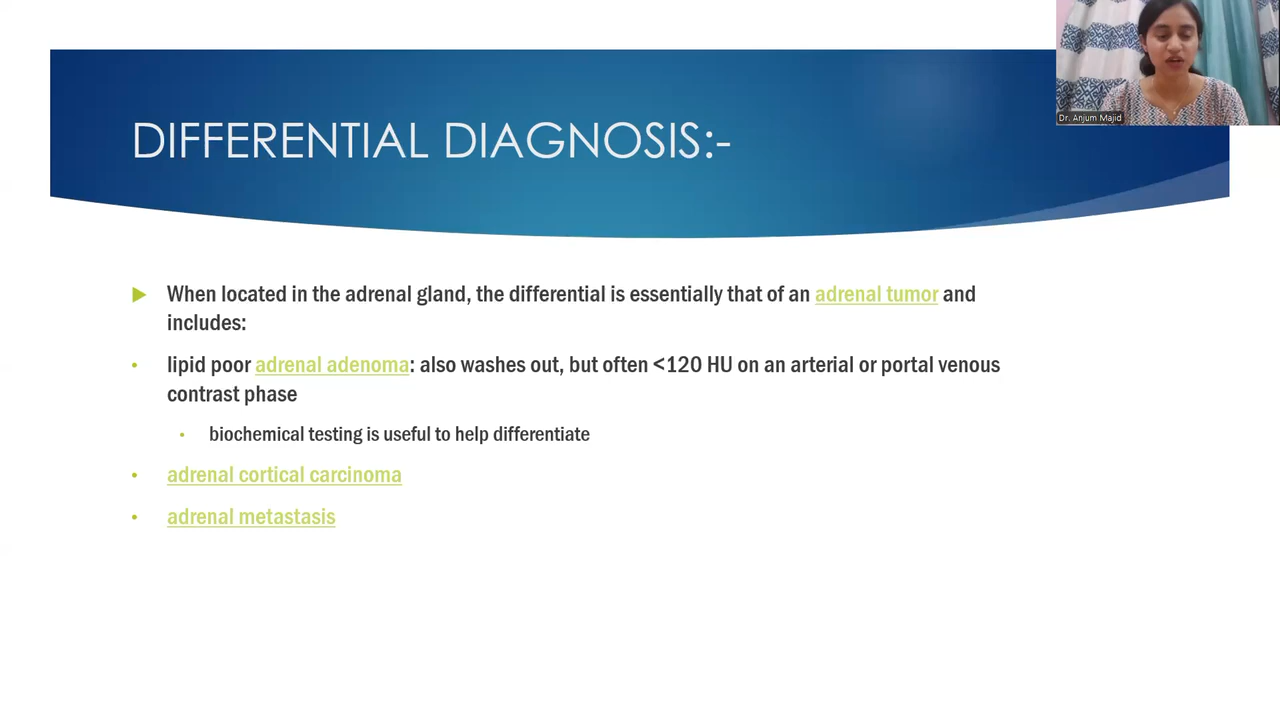 Dr. Anjum Majid
DIFFERENTIAL DIAGNOSIS:-
When located in the adrenal gland, the differential is essentially that of an adrenal tumor and
includes:
lipid poor adrenal adenoma: also washes out, but often <120 HU on an arterial or portal venous
contrast phase
biochemical testing is useful to help differentiate
adrenal cortical carcinoma
adrenal metastasis